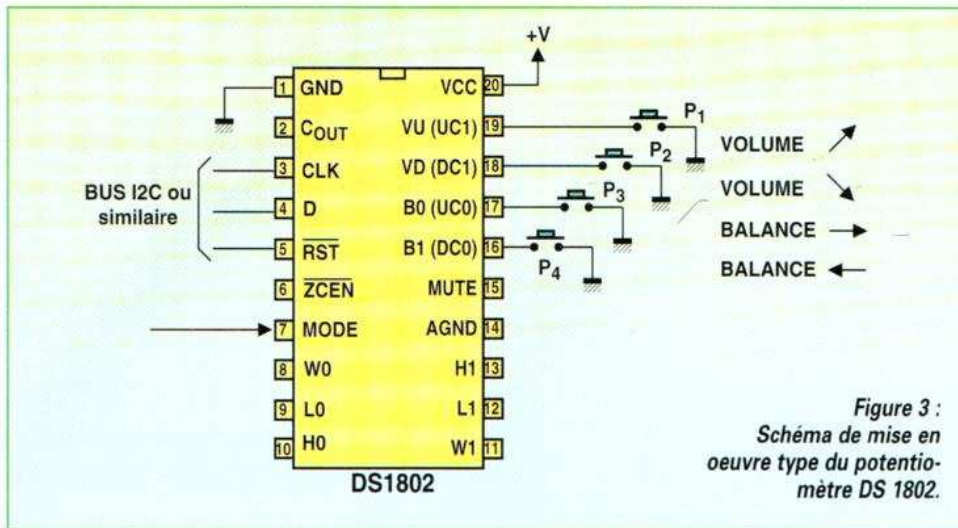 +V
1 GND VCC 20
2 COUT VU (UC1) 19 P1
3 CLK VD (DC1) 18 P2
4 D B0 (UC0) 17 P3
5 RST B1 (DC0) 16 P4
6 ZCEN MUTE 15
7 MODE AGND 14
8 W0 H1 13
9 L0 L1 12
10 H0 W1 11
DS1802
BUS I2C ou
similaire
VOLUME
VOLUME
BALANCE
BALANCE
Figure 3 :
Schéma de mise en
oeuvre type du potentio-
mètre DS 1802.